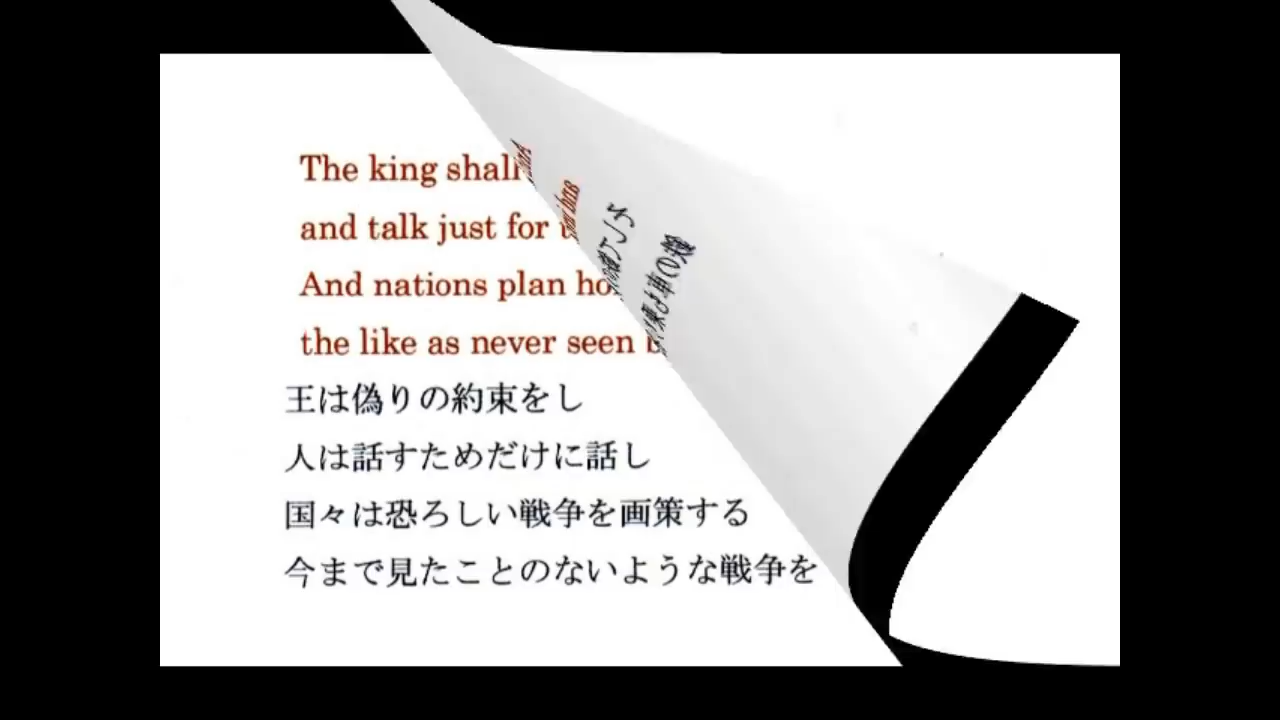 The king shall
and talk just for
And nations plan
the like as never seen
王は偽りの約束をし
人は話すためだけに話し
国々は恐ろしい戦争を画策する
今まで見たことのないような戦争を